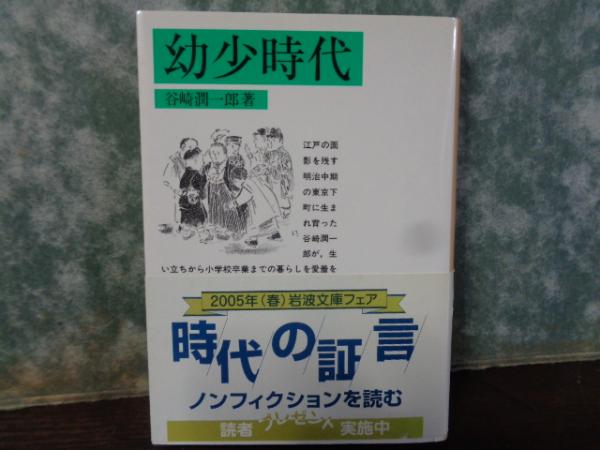 幼少時代
谷崎潤一郎著
江戸の面
影を残す
明治中期
の東京下
町に生ま
れ育った
谷崎潤一
郎が、生
い立ちから小学校卒業までの暮らしを愛着を
2005年(春)岩波文庫フェア
時代の証言
ノンフィクションを読む
読者プレゼント実施中